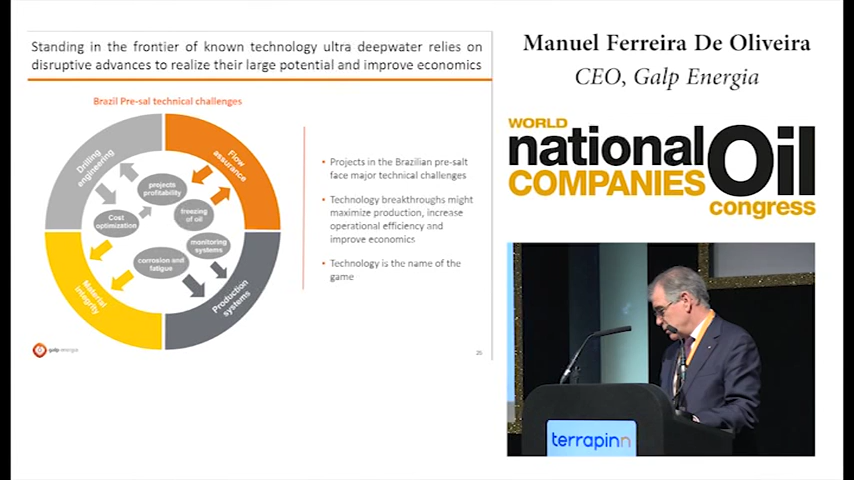 Standing in the frontier of known technology ultra deepwater relies on
disruptive advances to realize their large potential and improve economics
Brazil Pre-sal technical challenges
Drilling
engineering
Flow
assurance
projects
profitability
freezing
of oil
Cost
optimization
monitoring
systems
corrosion and
fatigue
Material
integrity
Production
systems
• Projects in the Brazilian pre-salt
face major technical challenges
• Technology breakthroughs might
maximize production, increase
operational efficiency and
improve economics
• Technology is the name of the
game
galp energia
25
Manuel Ferreira De Oliveira
CEO, Galp Energia
WORLD
national Oil
COMPANIES
congress
terrapinn